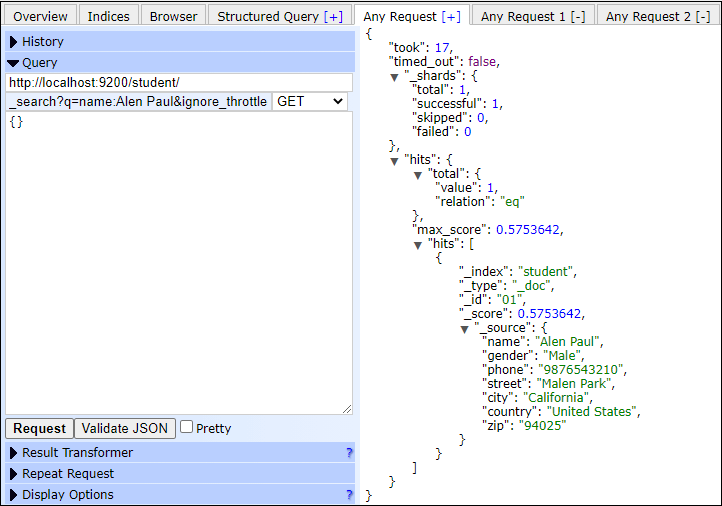 Overview Indices Browser Structured Query [+] Any Request [+] Any Request 1 [-] Any Request 2 [-]
History
Query
http://localhost:9200/student/
_search?q=name:Alen Paul&ignore_throttle GET
{}
Request Validate JSON Pretty
Result Transformer ?
Repeat Request
Display Options ?
{
"took": 17,
"timed_out": false,
"_shards": {
"total": 1,
"successful": 1,
"skipped": 0,
"failed": 0
},
"hits": {
"total": {
"value": 1,
"relation": "eq"
},
"max_score": 0.5753642,
"hits": [
{
"_index": "student",
"_type": "_doc",
"_id": "01",
"_score": 0.5753642,
"_source": {
"name": "Alen Paul",
"gender": "Male",
"phone": "9876543210",
"street": "Malen Park",
"city": "California",
"country": "United States",
"zip": "94025"
}
}
]
}
}